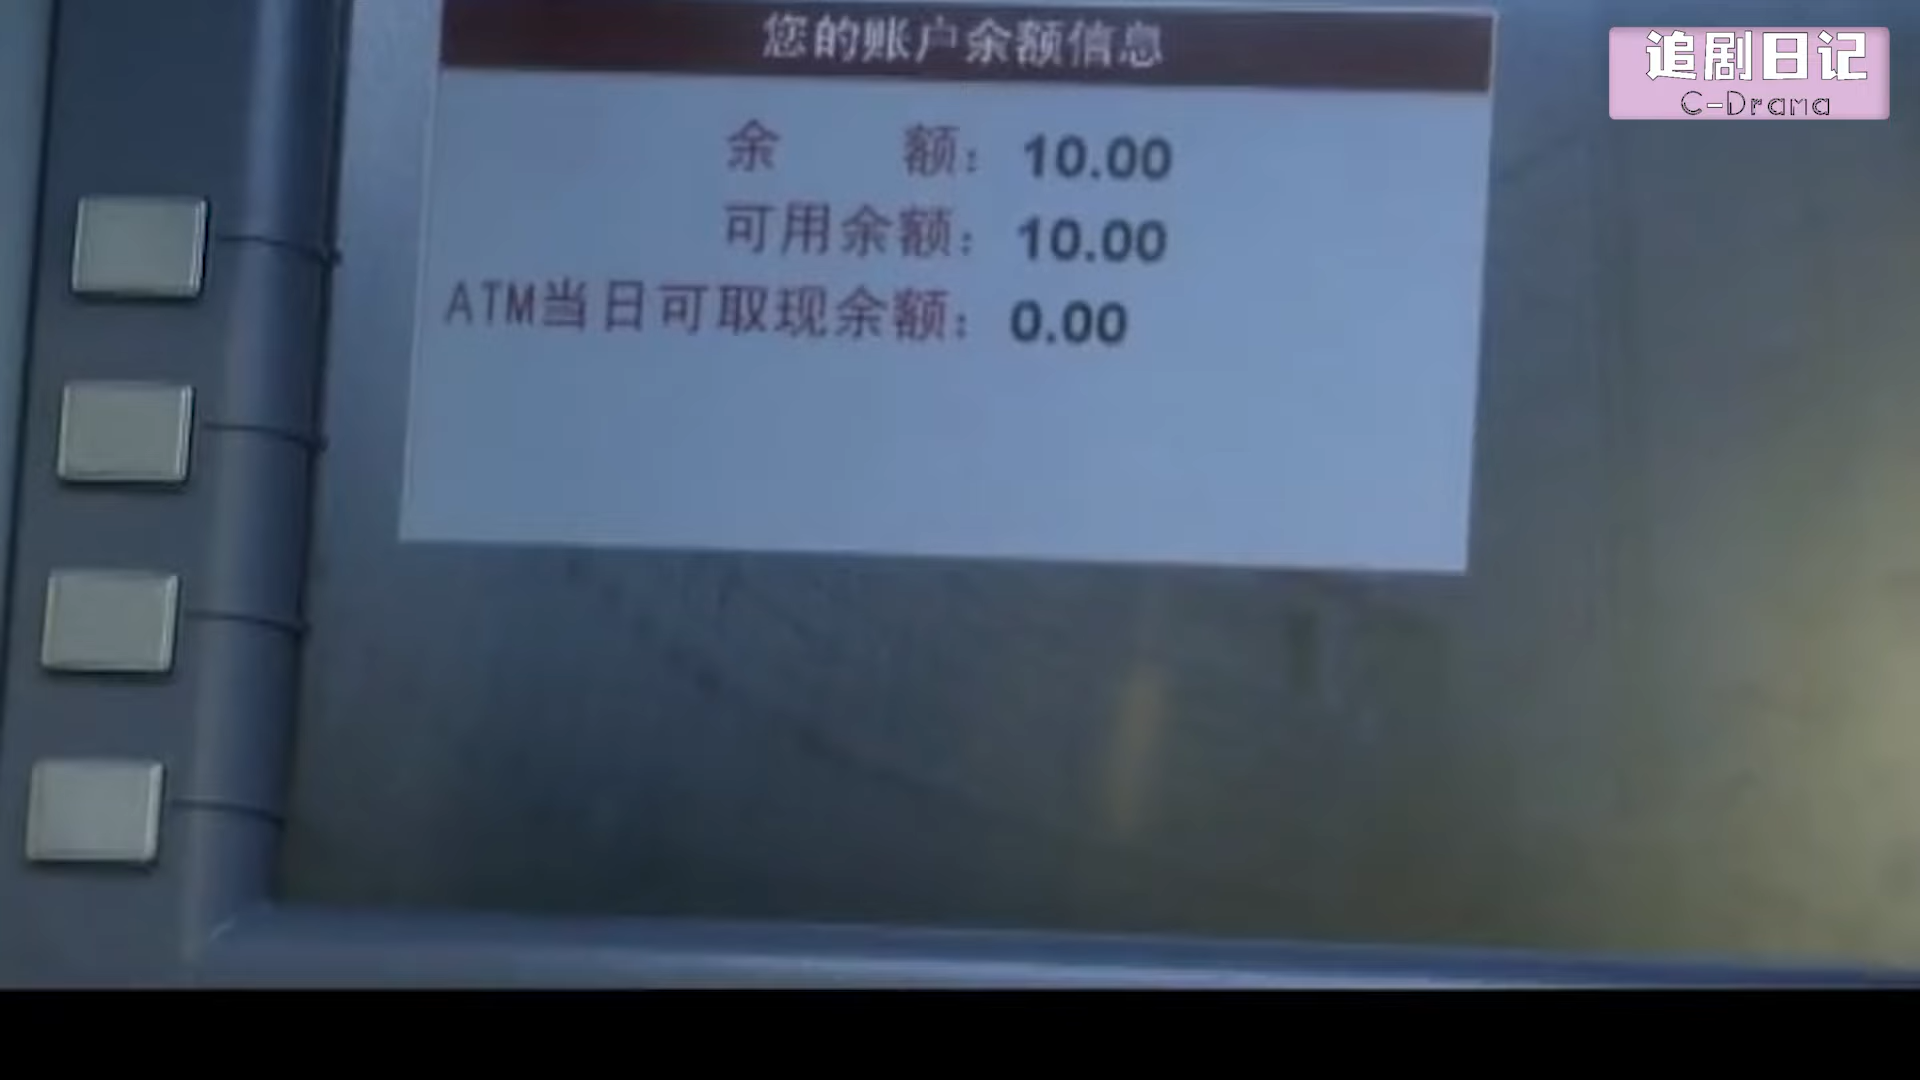 您的账户余额信息
追剧日记
C-Drama
余 额： 10.00
可用余额： 10.00
ATM当日可取现余额： 0.00